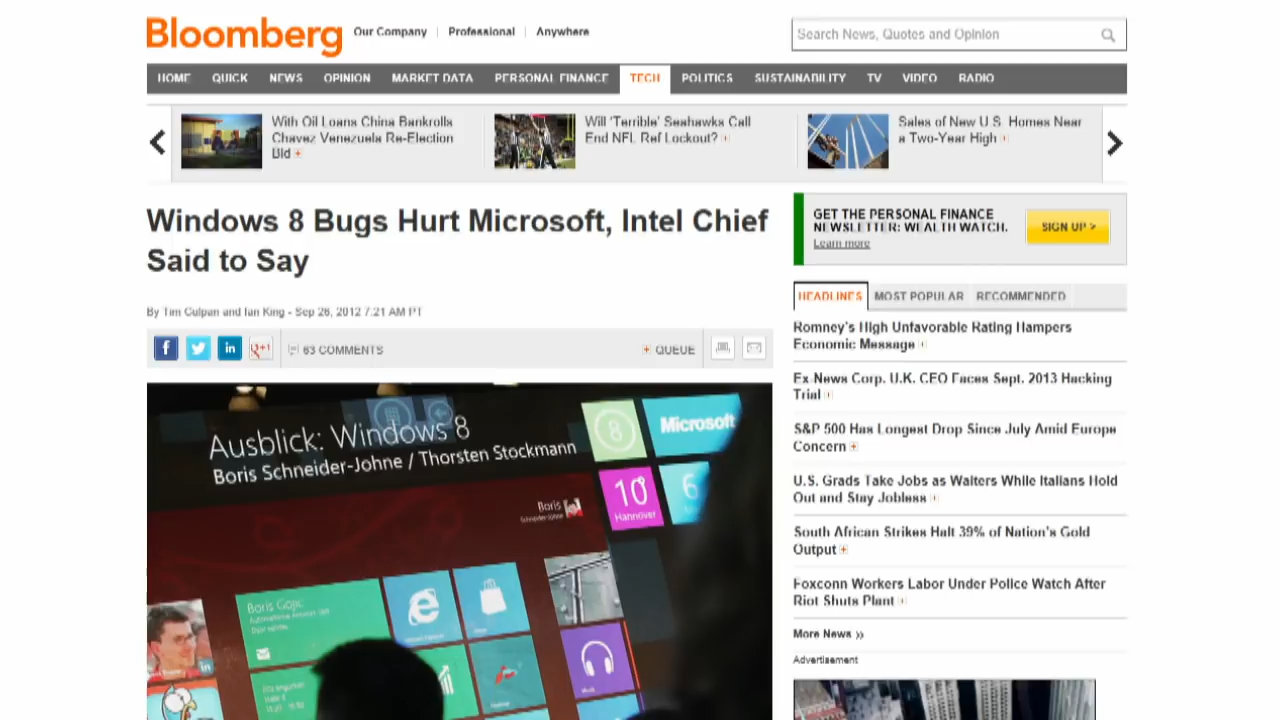 Bloomberg Our Company Professional Anywhere
Search News, Quotes and Opinion
HOME QUICK NEWS OPINION MARKET DATA PERSONAL FINANCE TECH POLITICS SUSTAINABILITY TV VIDEO RADIO
With Oil Loans China Bankrolls
Chavez Venezuela Re-Election
Bid
Will 'Terrible' Seahawks Call
End NFL Ref Lockout?
Sales of New U.S. Homes Near
a Two-Year High
Windows 8 Bugs Hurt Microsoft, Intel Chief
Said to Say
By Tim Culpan and Ian King - Sep 26, 2012 7:21 AM PT
f in g+1 63 COMMENTS + QUEUE
Ausblick: Windows 8
Boris Schneider-Johne / Thorsten Stockmann
8 Microsoft
10
Hannover
6
Boris
Schneider-Johne
Boris Gojic
in
GET THE PERSONAL FINANCE
NEWSLETTER: WEALTH WATCH.
Learn more
SIGN UP >
HEADLINES MOST POPULAR RECOMMENDED
Romney's High Unfavorable Rating Hampers
Economic Message
Ex-News Corp. U.K. CEO Faces Sept. 2013 Hacking
Trial
S&P 500 Has Longest Drop Since July Amid Europe
Concern
U.S. Grads Take Jobs as Waiters While Italians Hold
Out and Stay Jobless
South African Strikes Halt 39% of Nation's Gold
Output
Foxconn Workers Labor Under Police Watch After
Riot Shuts Plant
More News »
Advertisement